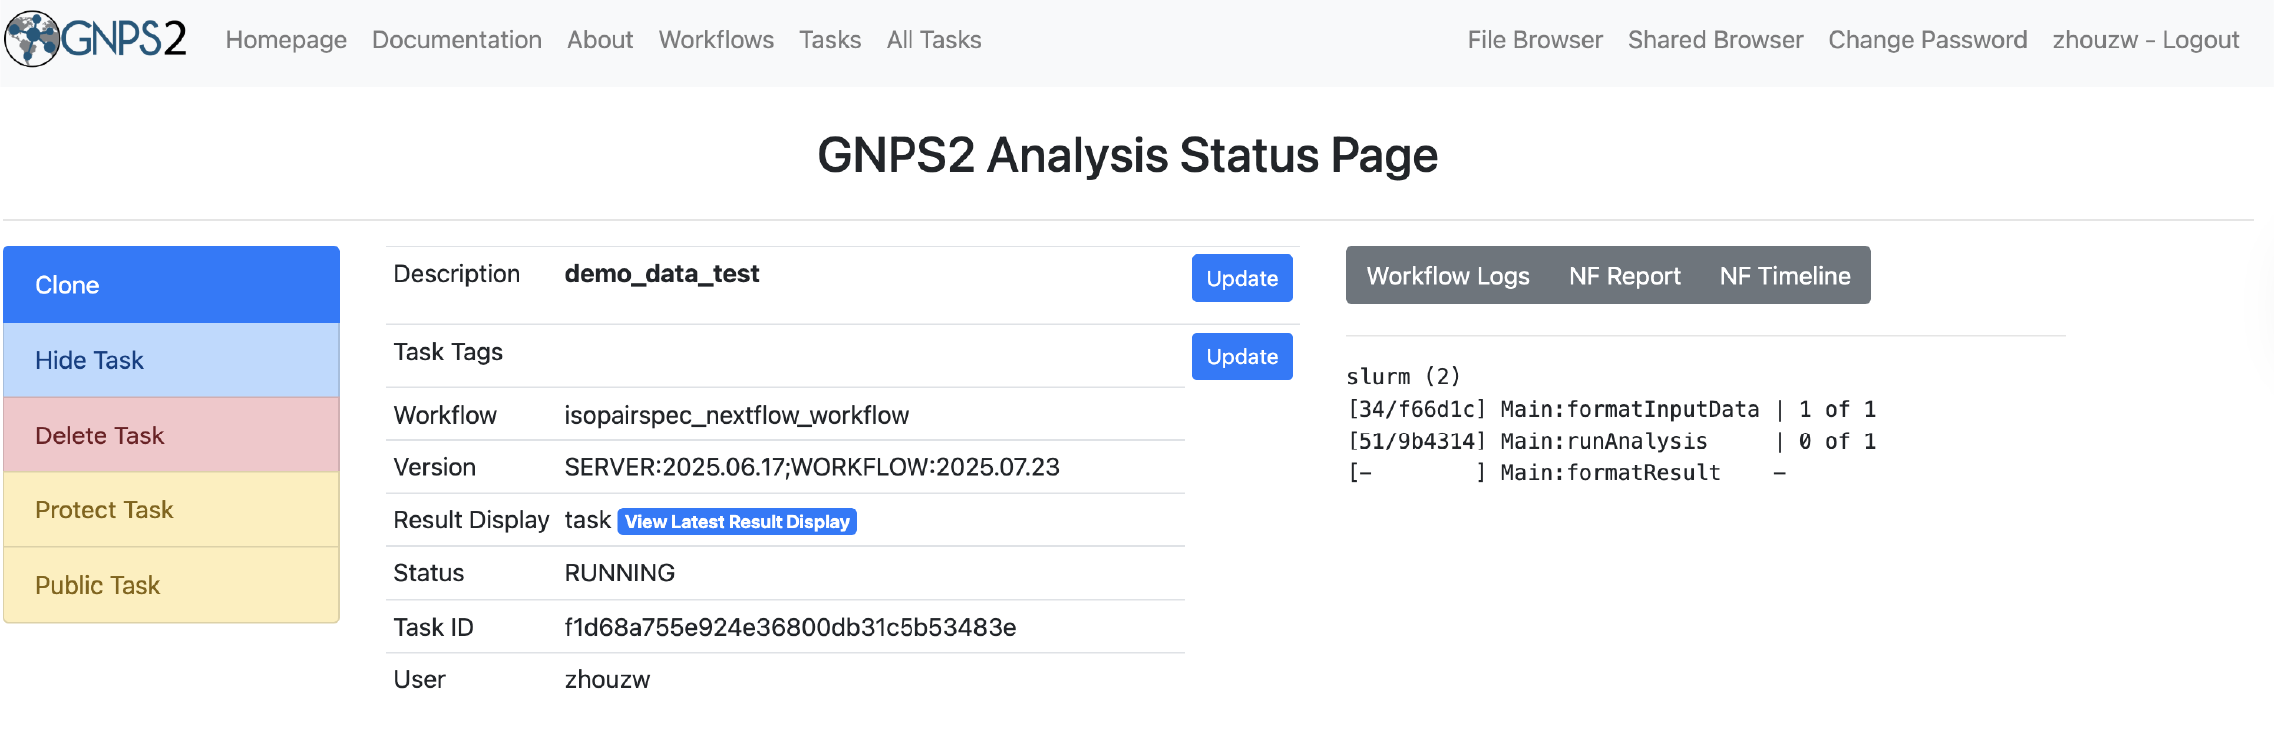 GNPS2 Homepage Documentation About Workflows Tasks All Tasks File Browser Shared Browser Change Password zhouzw - Logout
GNPS2 Analysis Status Page
Clone
Hide Task
Delete Task
Protect Task
Public Task
Description demo_data_test Update
Task Tags Update
Workflow isopairspec_nextflow_workflow
Version SERVER:2025.06.17;WORKFLOW:2025.07.23
Result Display task View Latest Result Display
Status RUNNING
Task ID f1d68a755e924e36800db31c5b53483e
User zhouzw
Workflow Logs NF Report NF Timeline
slurm (2)
[34/f66d1c] Main:formatInputData | 1 of 1
[51/9b4314] Main:runAnalysis     | 0 of 1
[-        ] Main:formatResult    -